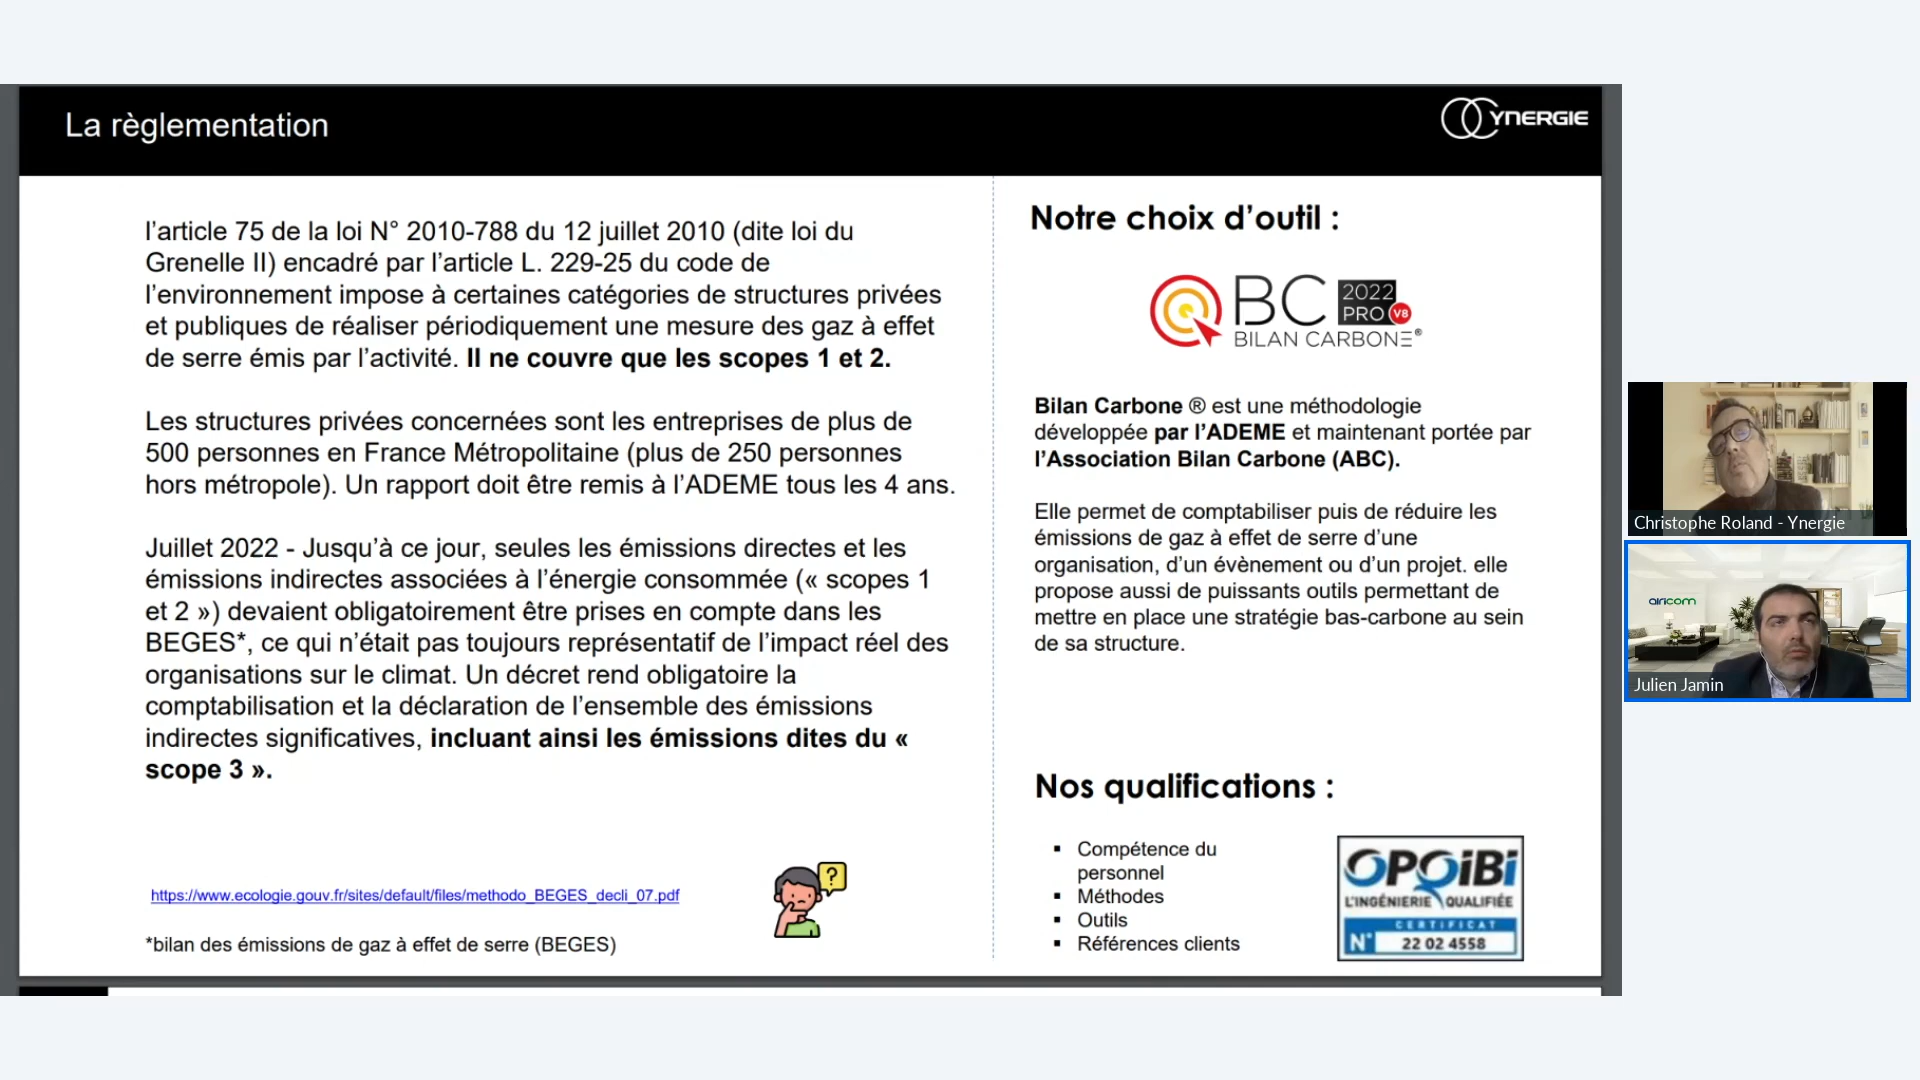 La règlementation
YNERGIE
l’article 75 de la loi N° 2010-788 du 12 juillet 2010 (dite loi du
Grenelle II) encadré par l’article L. 229-25 du code de
l’environnement impose à certaines catégories de structures privées
et publiques de réaliser périodiquement une mesure des gaz à effet
de serre émis par l’activité. Il ne couvre que les scopes 1 et 2.
Les structures privées concernées sont les entreprises de plus de
500 personnes en France Métropolitaine (plus de 250 personnes
hors métropole). Un rapport doit être remis à l’ADEME tous les 4 ans.
Juillet 2022 - Jusqu’à ce jour, seules les émissions directes et les
émissions indirectes associées à l’énergie consommée (« scopes 1
et 2 ») devaient obligatoirement être prises en compte dans les
BEGES*, ce qui n’était pas toujours représentatif de l’impact réel des
organisations sur le climat. Un décret rend obligatoire la
comptabilisation et la déclaration de l’ensemble des émissions
indirectes significatives, incluant ainsi les émissions dites du «
scope 3 ».
https://www.ecologie.gouv.fr/sites/default/files/methodo_BEGES_decli_07.pdf
*bilan des émissions de gaz à effet de serre (BEGES)
?
Notre choix d’outil :
BC 2022
PRO V8
BILAN CARBONE®
Bilan Carbone ® est une méthodologie
développée par l’ADEME et maintenant portée par
l’Association Bilan Carbone (ABC).
Elle permet de comptabiliser puis de réduire les
émissions de gaz à effet de serre d’une
organisation, d’un évènement ou d’un projet. elle
propose aussi de puissants outils permettant de
mettre en place une stratégie bas-carbone au sein
de sa structure.
Nos qualifications :
▪ Compétence du
personnel
▪ Méthodes
▪ Outils
▪ Références clients
OPQiBi
L’INGÉNIERIE QUALIFIÉE
CERTIFICAT
N° 22 02 4558
Christophe Roland - Ynergie
airicom
Julien Jamin